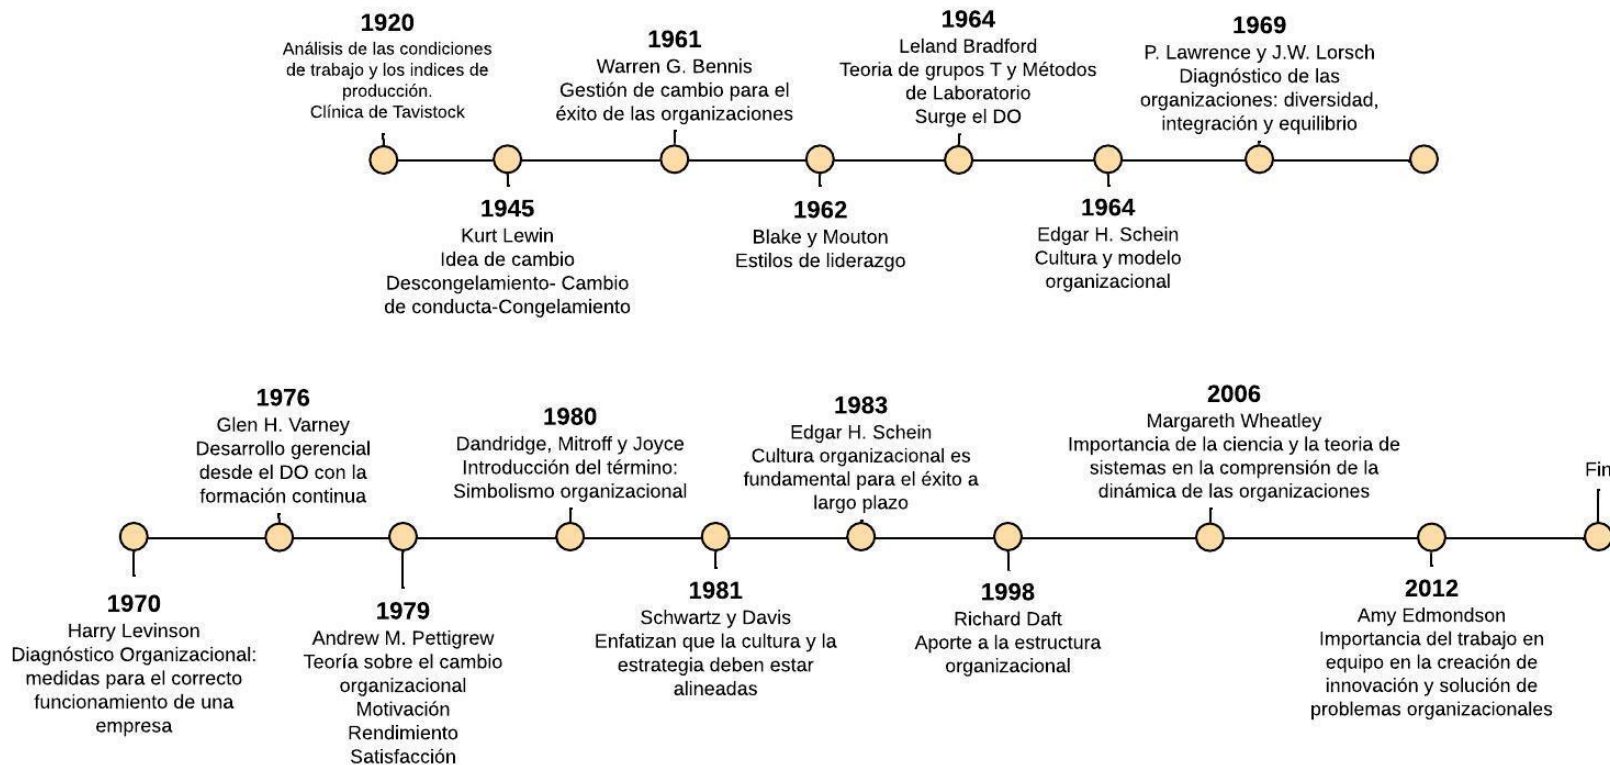 1920
Análisis de las condiciones
de trabajo y los indices de
producción.
Clínica de Tavistock
1945
Kurt Lewin
Idea de cambio
Descongelamiento- Cambio
de conducta-Congelamiento
1961
Warren G. Bennis
Gestión de cambio para el
éxito de las organizaciones
1962
Blake y Mouton
Estilos de liderazgo
1964
Leland Bradford
Teoria de grupos T y Métodos
de Laboratorio
Surge el DO
1964
Edgar H. Schein
Cultura y modelo
organizacional
1969
P. Lawrence y J.W. Lorsch
Diagnóstico de las
organizaciones: diversidad,
integración y equilibrio
1970
Harry Levinson
Diagnóstico Organizacional:
medidas para el correcto
funcionamiento de una
empresa
1976
Glen H. Varney
Desarrollo gerencial
desde el DO con la
formación continua
1979
Andrew M. Pettigrew
Teoría sobre el cambio
organizacional
Motivación
Rendimiento
Satisfacción
1980
Dandridge, Mitroff y Joyce
Introducción del término:
Simbolismo organizacional
1981
Schwartz y Davis
Enfatizan que la cultura y la
estrategia deben estar
alineadas
1983
Edgar H. Schein
Cultura organizacional es
fundamental para el éxito a
largo plazo
1998
Richard Daft
Aporte a la estructura
organizacional
2006
Margareth Wheatley
Importancia de la ciencia y la teoria de
sistemas en la comprensión de la
dinámica de las organizaciones
2012
Amy Edmondson
Importancia del trabajo en
equipo en la creación de
innovación y solución de
problemas organizacionales
Fin